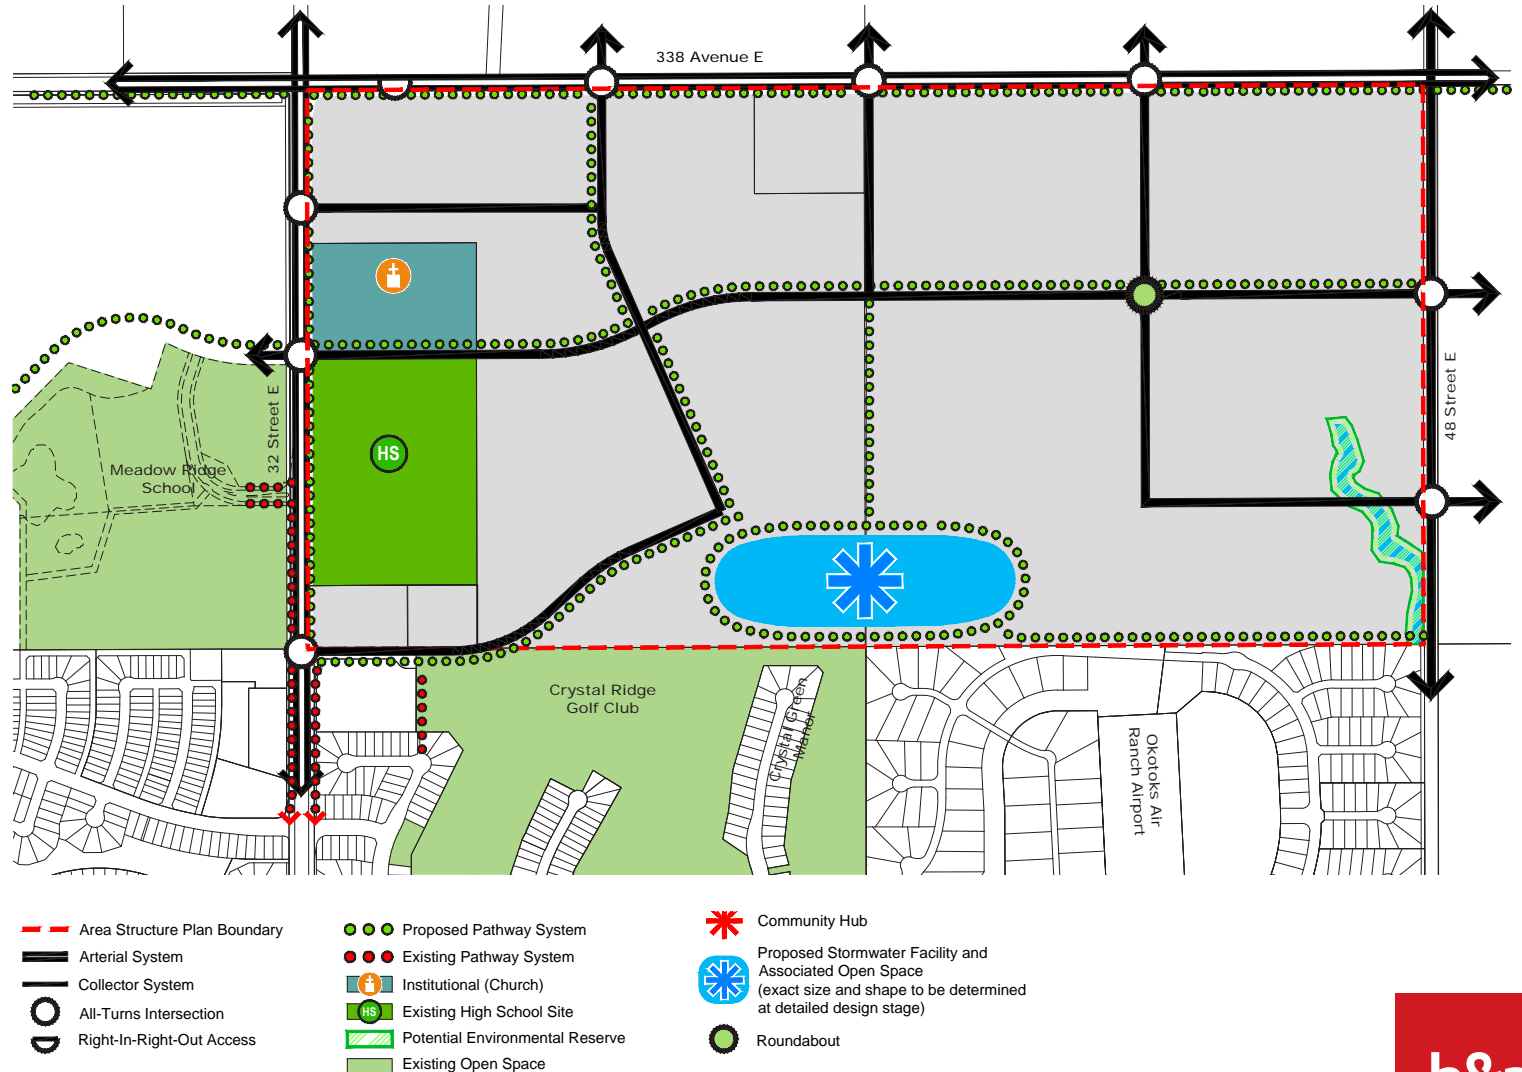 338 Avenue E
32 Street E
48 Street E
HS
Meadow Ridge
School
Crystal Ridge
Golf Club
Crystal Green
Manor
Okotoks Air
Ranch Airport
Area Structure Plan Boundary
Arterial System
Collector System
All-Turns Intersection
Right-In-Right-Out Access
Proposed Pathway System
Existing Pathway System
Institutional (Church)
HS
Existing High School Site
Potential Environmental Reserve
Existing Open Space
Community Hub
Proposed Stormwater Facility and
Associated Open Space
(exact size and shape to be determined
at detailed design stage)
Roundabout